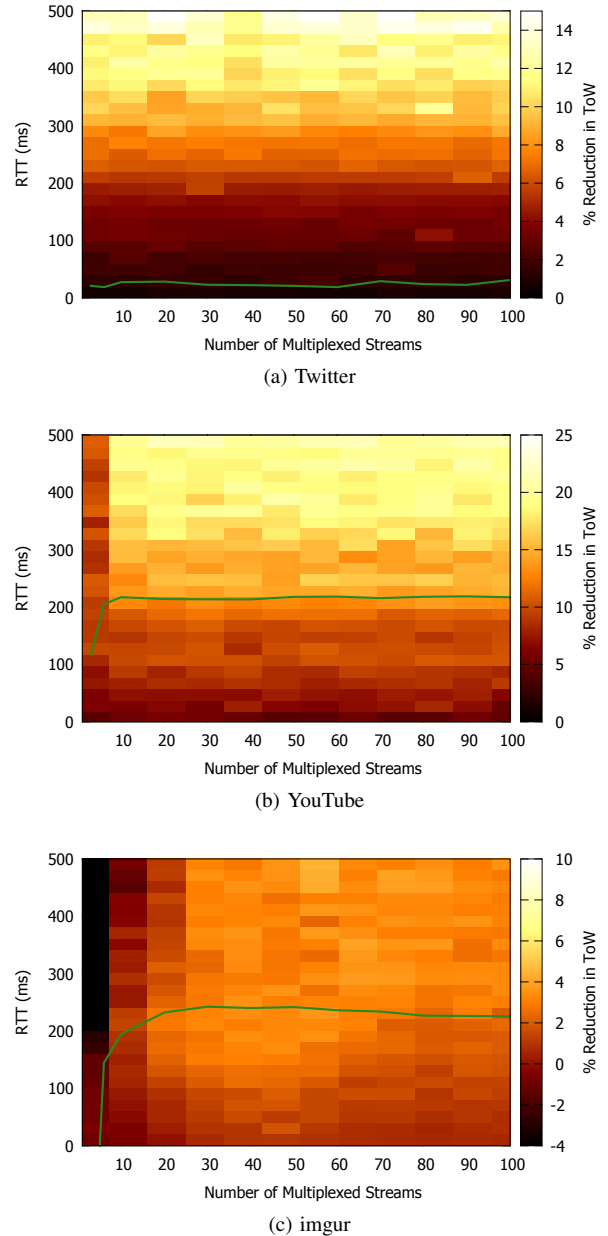 500
400
300
200
100
0
RTT (ms)
10 20 30 40 50 60 70 80 90 100
Number of Multiplexed Streams
14
12
10
8
6
4
2
0
% Reduction in ToW
(a) Twitter
500
400
300
200
100
0
RTT (ms)
10 20 30 40 50 60 70 80 90 100
Number of Multiplexed Streams
25
20
15
10
5
0
% Reduction in ToW
(b) YouTube
500
400
300
200
100
0
RTT (ms)
10 20 30 40 50 60 70 80 90 100
Number of Multiplexed Streams
10
8
6
4
2
0
-2
-4
% Reduction in ToW
(c) imgur